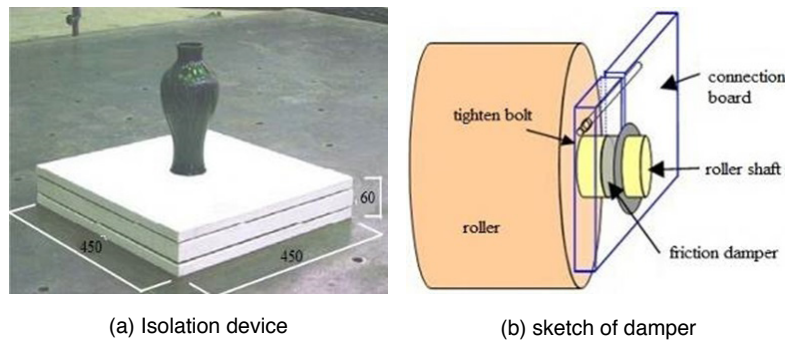 60
450
450
(a) Isolation device
connection
board
tighten bolt
roller shaft
roller
friction damper
(b) sketch of damper